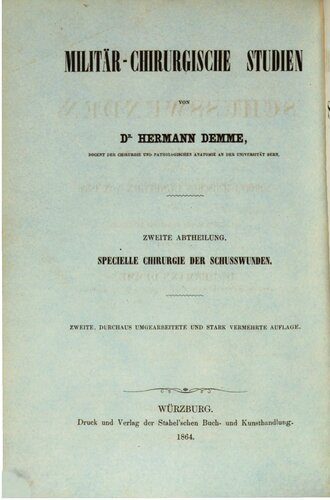 MILITÄR-CHIRURGISCHE STUDIEN
VON
DR. HERMANN DEMME,
DOCENT DER CHIRURGIE UND PATHOLOGISCHEN ANATOMIE AN DER UNIVERSITÄT BERN.
ZWEITE ABTHEILUNG,
SPECIELLE CHIRURGIE DER SCHUSSWUNDEN.
ZWEITE, DURCHAUS UMGEARBEITETE UND STARK VERMEHRTE AUFLAGE.
WÜRZBURG.
Druck und Verlag der Stahel'schen Buch- und Kunsthandlung.
1864.